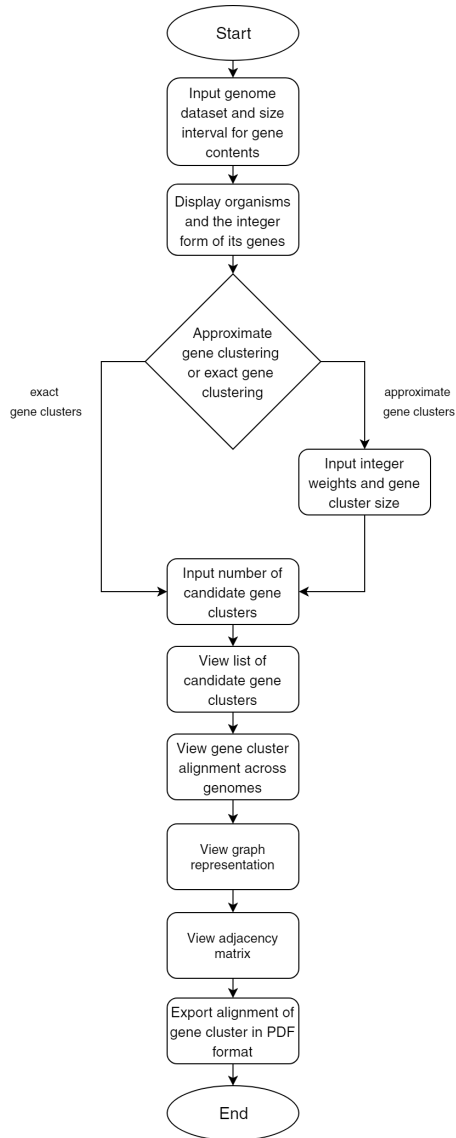 Start
Input genome
dataset and size
interval for gene
contents
Display organisms
and the integer
form of its genes
Approximate
gene clustering
or exact gene
clustering
exact
gene clusters
approximate
gene clusters
Input integer
weights and gene
cluster size
Input number of
candidate gene
clusters
View list of
candidate gene
clusters
View gene cluster
alignment across
genomes
View graph
representation
View adjacency
matrix
Export alignment of
gene cluster in PDF
format
End